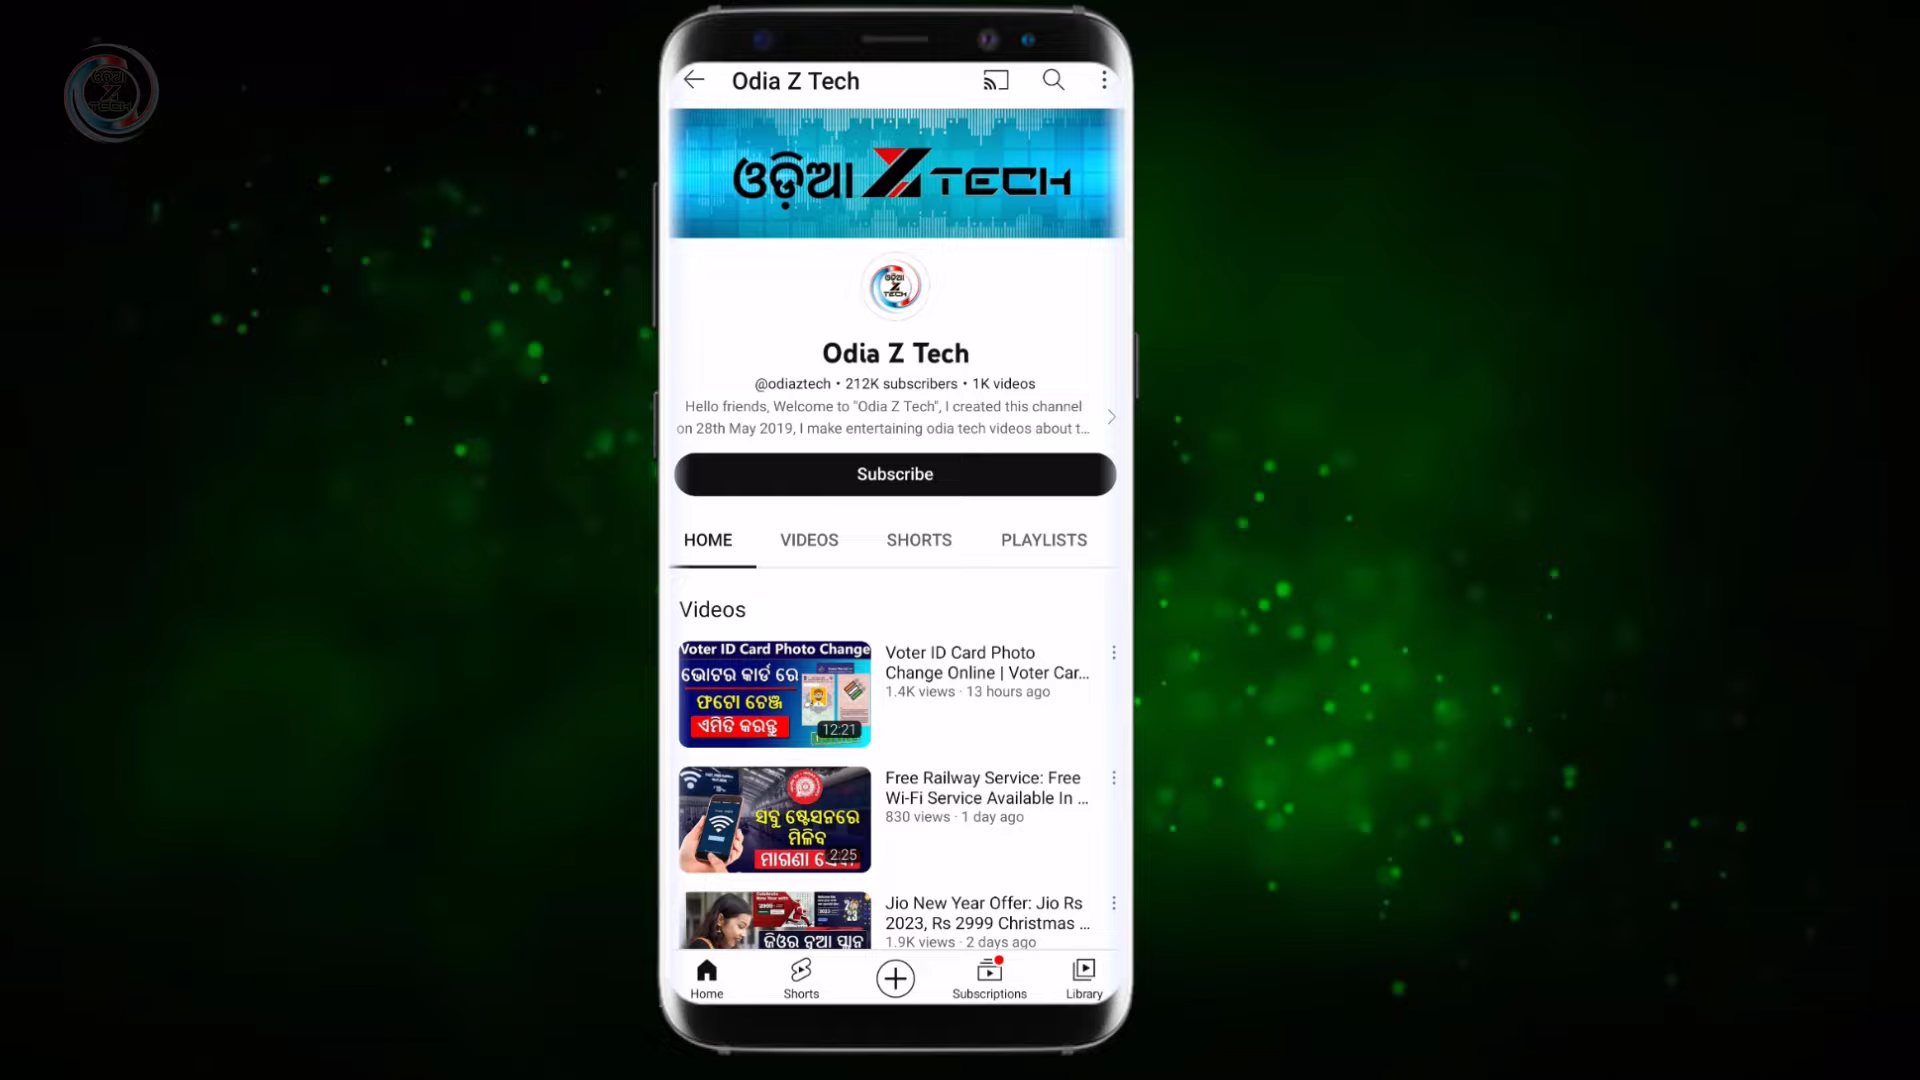 ଓଡ଼ିଆ
Z
TECH
Odia Z Tech
ଓଡ଼ିଆ Z TECH
ଓଡ଼ିଆ
Z
TECH
Odia Z Tech
@odiaztech • 212K subscribers • 1K videos
Hello friends, Welcome to "Odia Z Tech", I created this channel
on 28th May 2019, I make entertaining odia tech videos about t...
Subscribe
HOME VIDEOS SHORTS PLAYLISTS
Videos
Voter ID Card Photo Change
ଭୋଟର କାର୍ଡ ରେ
ଫଟୋ ଚେଞ୍ଜ
ଏମିତି କରନ୍ତୁ
12:21
Voter ID Card Photo
Change Online | Voter Car...
1.4K views · 13 hours ago
ସବୁ ଷ୍ଟେସନରେ
ମିଳିବ
ମାଗଣା
2:25
Free Railway Service: Free
Wi-Fi Service Available In ...
830 views · 1 day ago
ଜିଓର ନୂଆ ପ୍ଲାନ
Jio New Year Offer: Jio Rs
2023, Rs 2999 Christmas ...
1.9K views · 2 days ago
Home Shorts Subscriptions Library